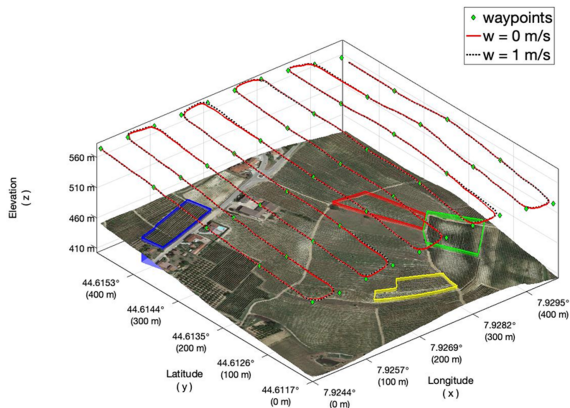 waypoints
w = 0 m/s
w = 1 m/s
Elevation
( z )
560 m
510 m
460 m
410 m
44.6153°
(400 m)
44.6144°
(300 m)
44.6135°
(200 m)
44.6126°
(100 m)
44.6117°
(0 m)
Latitude
( y )
7.9244°
(0 m)
7.9257°
(100 m)
7.9269°
(200 m)
7.9282°
(300 m)
7.9295°
(400 m)
Longitude
( x )